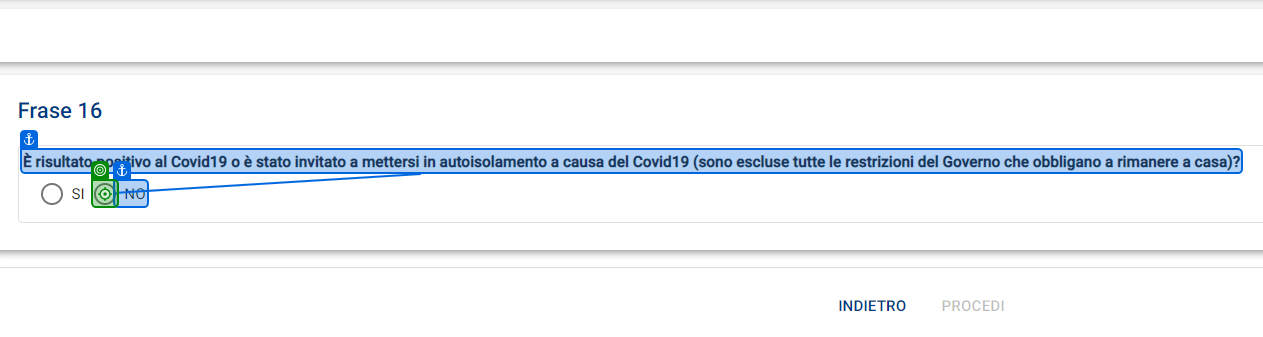 Frase 16
È risultato positivo al Covid19 o è stato invitato a mettersi in autoisolamento a causa del Covid19 (sono escluse tutte le restrizioni del Governo che obbligano a rimanere a casa)?
SI NO
INDIETRO PROCEDI